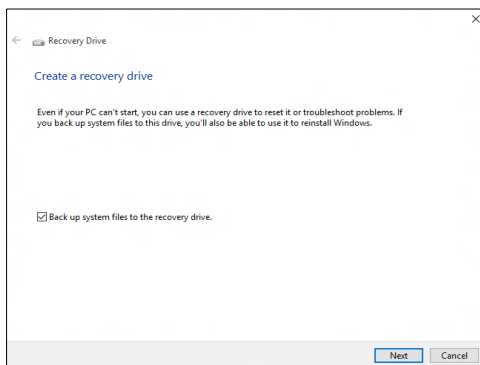 Recovery Drive
Create a recovery drive
Even if your PC can't start, you can use a recovery drive to reset it or troubleshoot problems. If
you back up system files to this drive, you'll also be able to use it to reinstall Windows.
Back up system files to the recovery drive.
Next Cancel